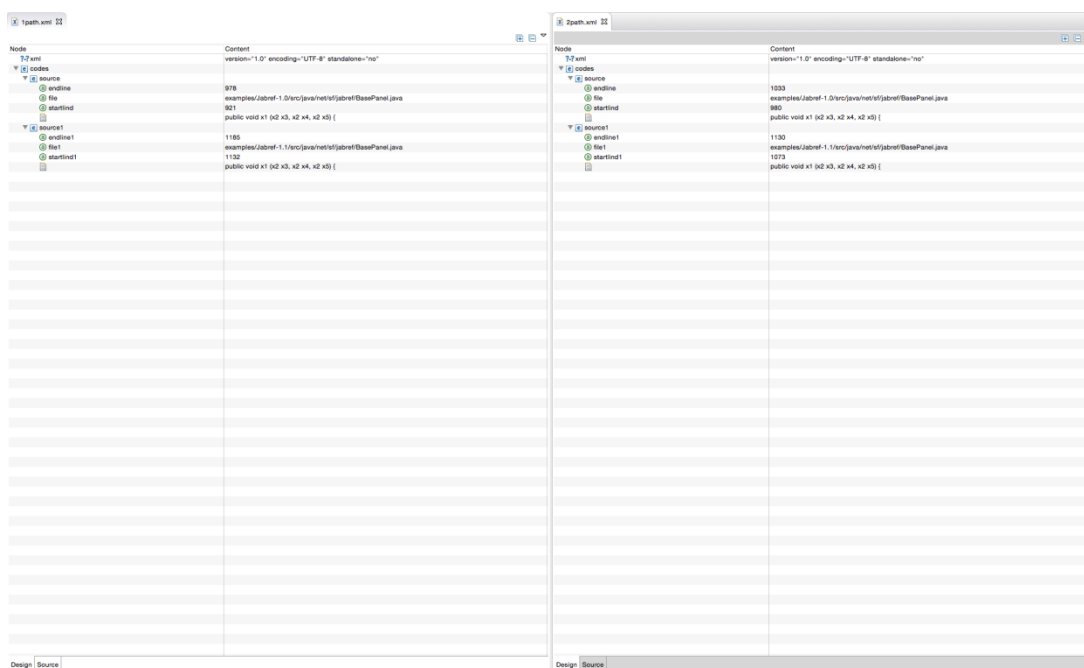 1path.xml
Node Content
?=? xml version="1.0" encoding="UTF-8" standalone="no"
e codes
e source
a endline 978
a file examples/Jabref-1.0/src/java/net/sf/jabref/BasePanel.java
a startlind 921
public void x1 (x2 x3, x2 x4, x2 x5) {
e source1
a endline1 1185
a file1 examples/Jabref-1.1/src/java/net/sf/jabref/BasePanel.java
a startlind1 1132
public void x1 (x2 x3, x2 x4, x2 x5) {
Design Source
2path.xml
Node Content
?=? xml version="1.0" encoding="UTF-8" standalone="no"
e codes
e source
a endline 1033
a file examples/Jabref-1.0/src/java/net/sf/jabref/BasePanel.java
a startlind 980
public void x1 (x2 x3, x2 x4, x2 x5) {
e source1
a endline1 1130
a file1 examples/Jabref-1.1/src/java/net/sf/jabref/BasePanel.java
a startlind1 1073
public void x1 (x2 x3, x2 x4, x2 x5) {
Design Source